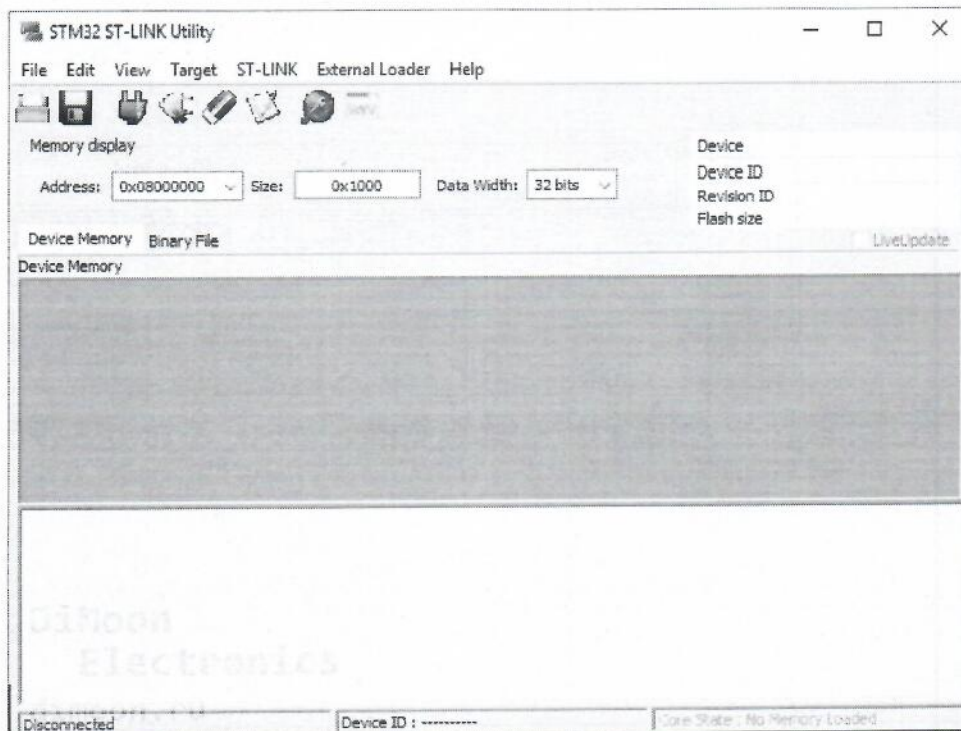 STM32 ST-LINK Utility
File Edit View Target ST-LINK External Loader Help
Memory display
Address: 0x08000000 Size: 0x1000 Data Width: 32 bits
Device
Device ID
Revision ID
Flash size
LiveUpdate
Device Memory Binary File
Device Memory
DiMoon
Electronics
Disconnected
Device ID : ----------
Core State : No Memory Loaded